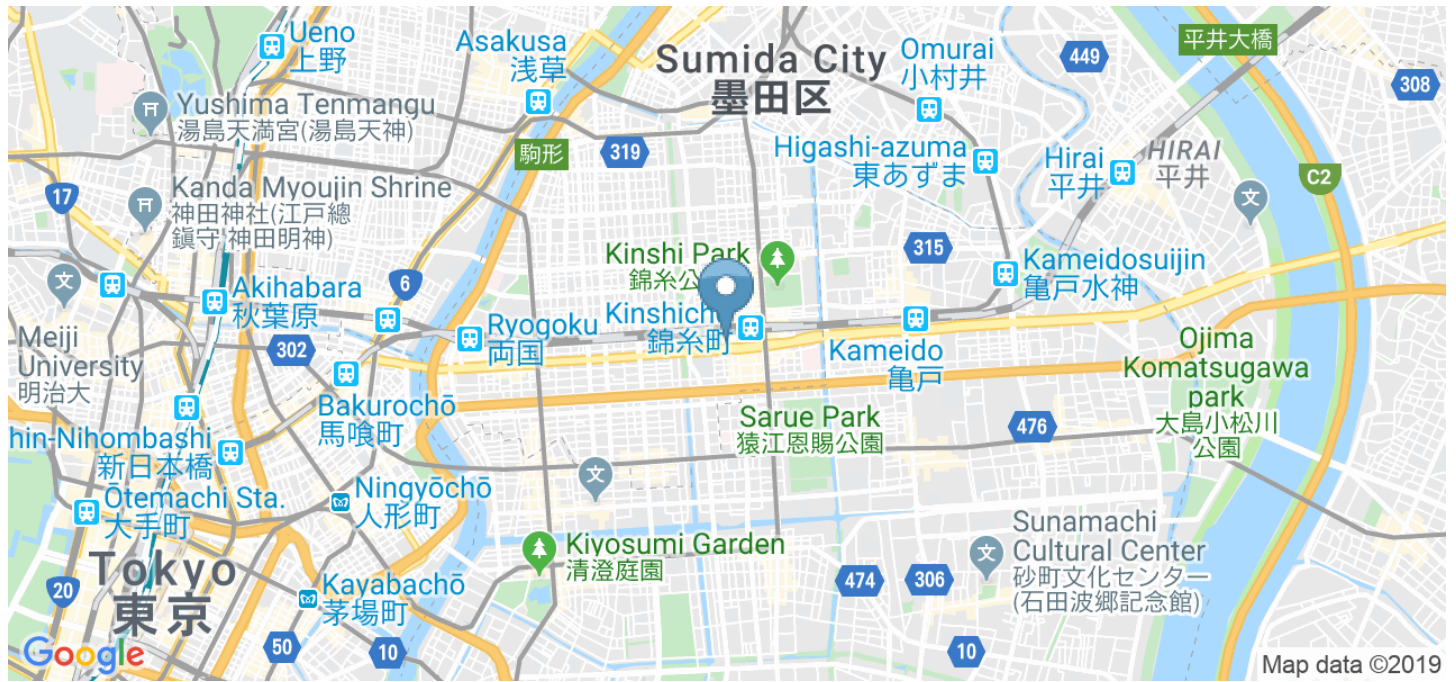 Ueno
上野
Asakusa
浅草
Sumida City
墨田区
Omurai
小村井
449
平井大橋
308
Yushima Tenmangu
湯島天満宮(湯島天神)
駒形
319
Higashi-azuma
東あずま
Hirai
平井
HIRAI
平井
C2
17
Kanda Myoujin Shrine
神田神社(江戸總
鎮守 神田明神)
文
文
Kinshi Park
錦糸公
315
Kameidosuijin
亀戸水神
6
Akihabara
秋葉原
Kinshich
錦糸町
Ryogoku
両国
302
Kameido
亀戸
Meiji
University
明治大
Ojima
Komatsugawa
park
大島小松川
公園
Bakurochō
馬喰町
Sarue Park
猿江恩賜公園
476
hin-Nihombashi
新日本橋
文
Ningyōchō
人形町
Ōtemachi Sta.
大手町
Kiyosumi Garden
清澄庭園
文
Sunamachi
Cultural Center
砂町文化センター
(石田波郷記念館)
Tokyo
東京
20
Kayabachō
茅場町
474
306
50
10
10
Google
Map data ©2019